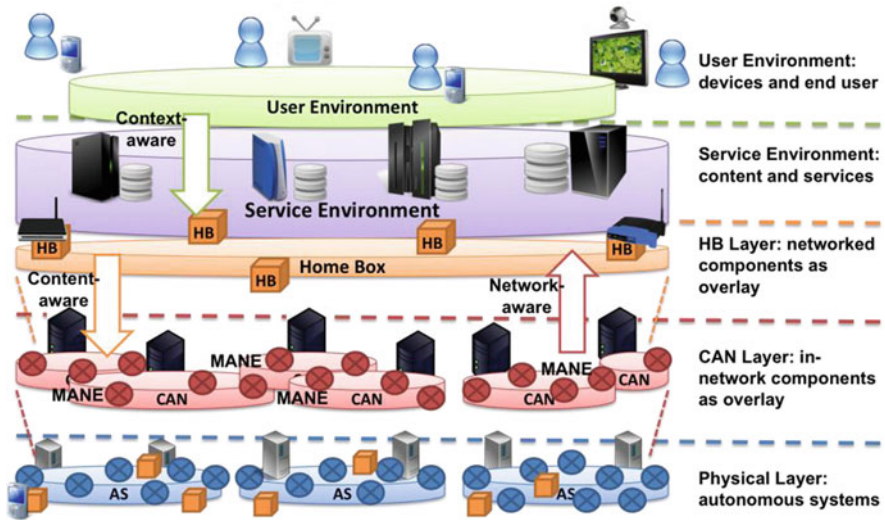 User Environment:
devices and end user
User Environment
Context-
aware
Service Environment:
content and services
Service Environment
HB
HB
HB
HB
HB
Home Box
HB Layer: networked
components as
overlay
Content-
aware
Network-
aware
MANE
MANE
CAN
MANE
MANE
CAN
CAN
CAN
CAN Layer: in-
network components
as overlay
AS
AS
AS
Physical Layer:
autonomous systems